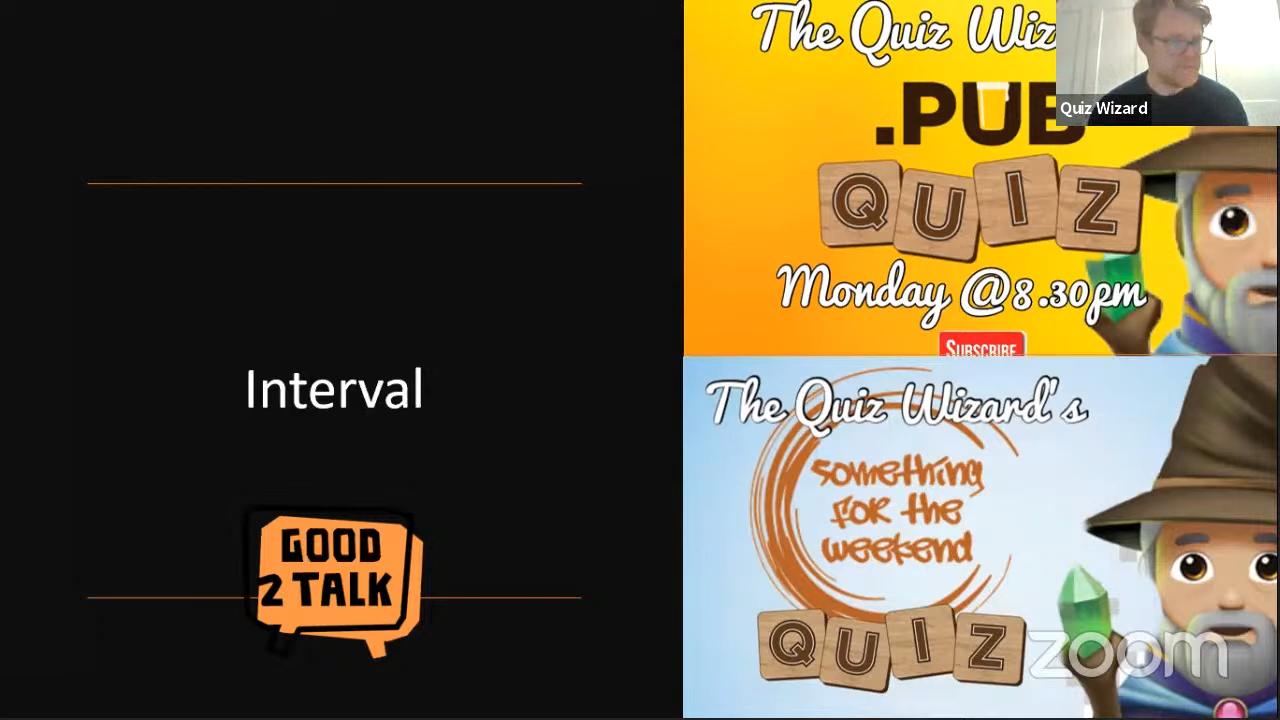 Interval
GOOD
2 TALK
The Quiz Wiz
.PUB
QUIZ
Monday @8.30pm
SUBSCRIBE
Quiz Wizard
The Quiz Wizard's
something
for the
weekend
QUIZ
zoom